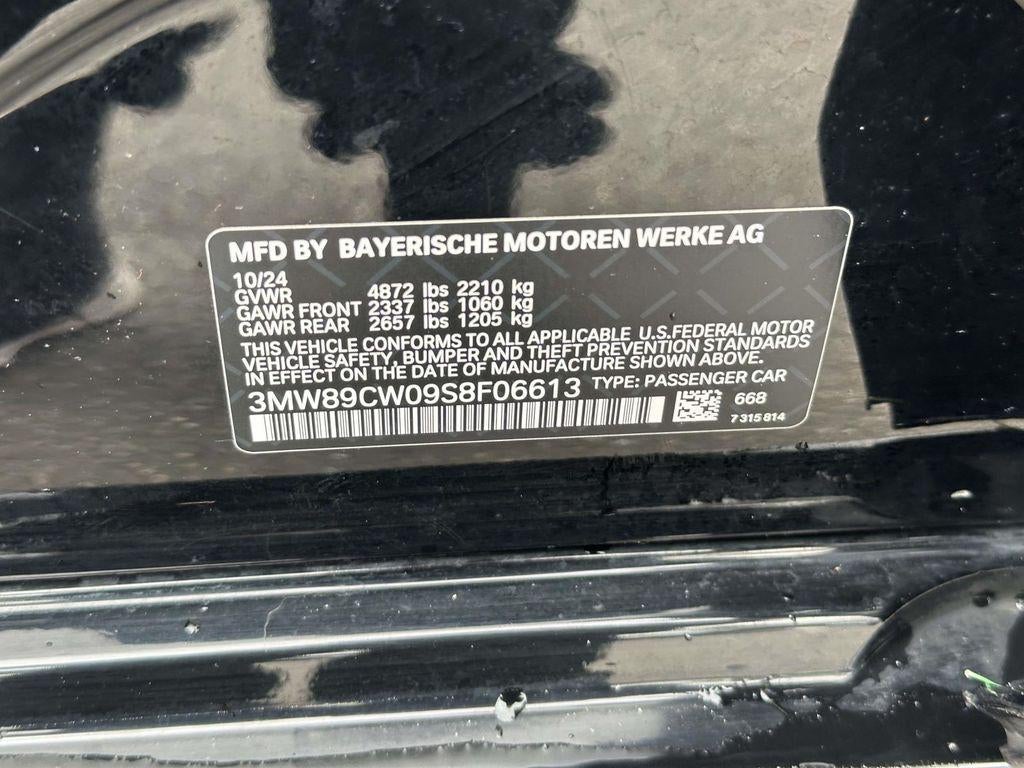 MFD BY BAYERISCHE MOTOREN WERKE AG
10/24
GVWR 4872 lbs 2210 kg
GAWR FRONT 2337 lbs 1060 kg
GAWR REAR 2657 lbs 1205 kg
THIS VEHICLE CONFORMS TO ALL APPLICABLE U.S.FEDERAL MOTOR
VEHICLE SAFETY, BUMPER AND THEFT PREVENTION STANDARDS
IN EFFECT ON THE DATE OF MANUFACTURE SHOWN ABOVE.
3MW89CW09S8F06613 TYPE: PASSENGER CAR
668
7 315 814